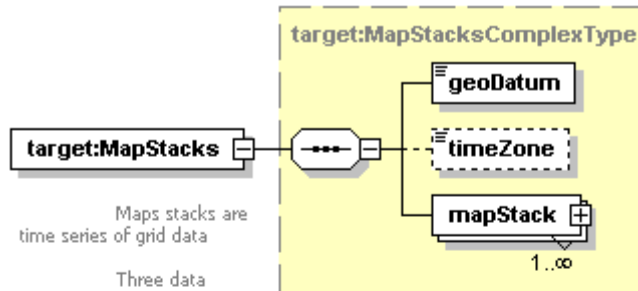 target:MapStacksComplexType
geoDatum
target:MapStacks
timeZone
Maps stacks are
time series of grid data
mapStack
1..∞
Three data